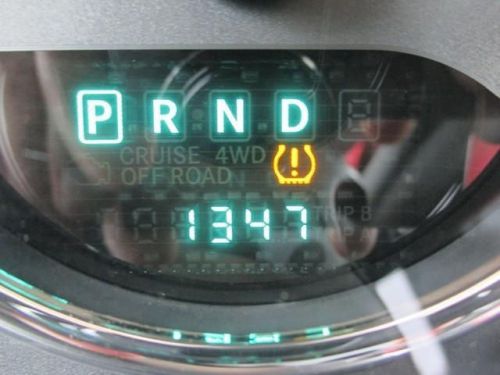 P R N D
CRUISE 4WD
OFF ROAD
1347
TRIP B